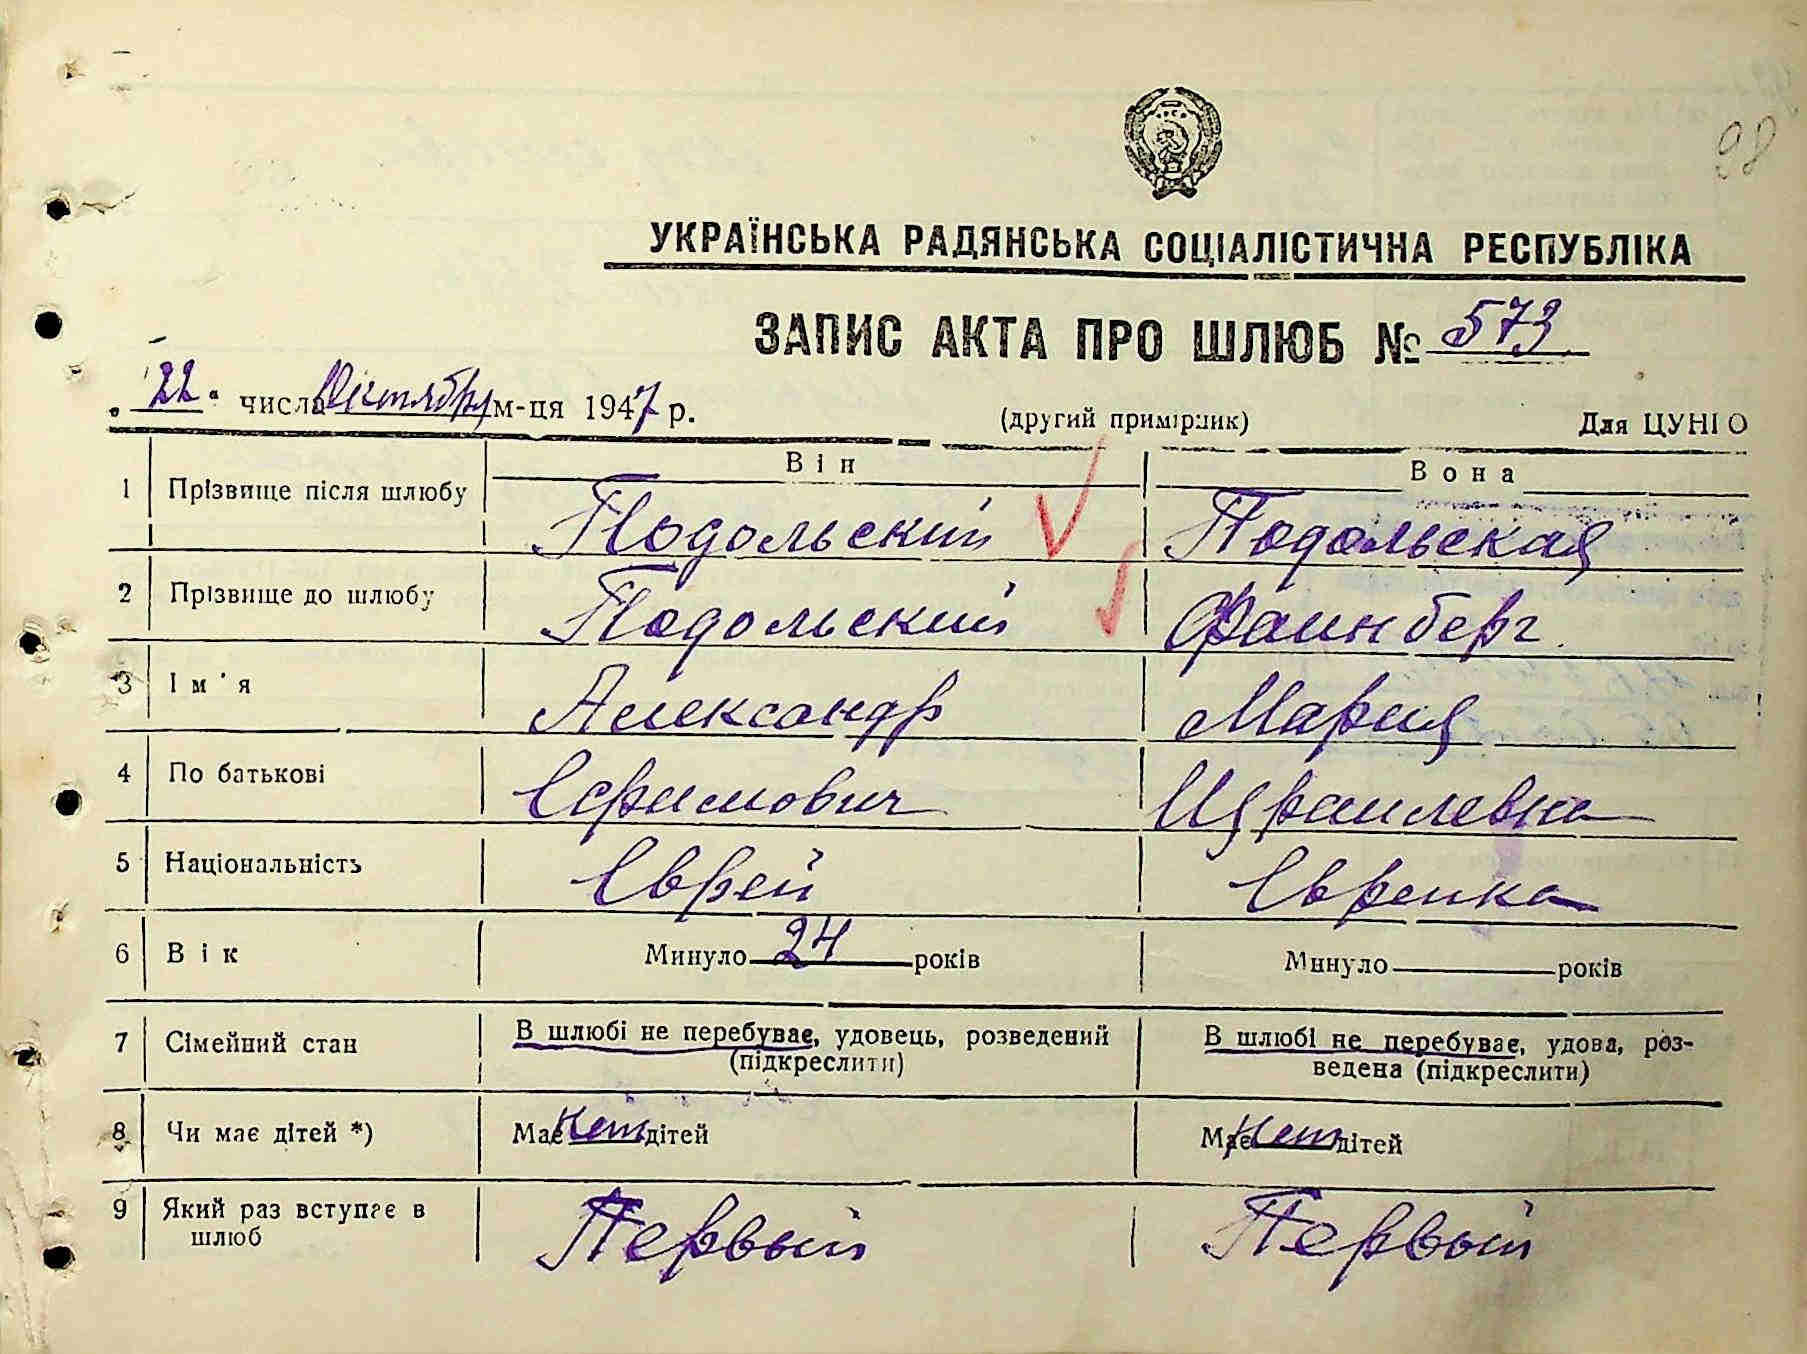 98
УКРАЇНСЬКА РАДЯНСЬКА СОЦІАЛІСТИЧНА РЕСПУБЛІКА
ЗАПИС АКТА ПРО ШЛЮБ № 573
„22“ числа Октября м-ця 1947 р. (другий примірник) Для ЦУНГО
Він Вона
1 Прізвище після шлюбу Подольский Подольская
2 Прізвище до шлюбу Подольский Фаинберг
3 Ім'я Александр Мария
4 По батькові Ефимович Израилевна
5 Національність Еврей Еврейка
6 Вік Минуло 24 років Минуло років
7 Сімейний стан В шлюбі не перебуває, удовець, розведений (підкреслити) В шлюбі не перебуває, удова, роз-
ведена (підкреслити)
8 Чи має дітей *) Має нет дітей Має нет дітей
9 Який раз вступає в шлюб Первый Первый